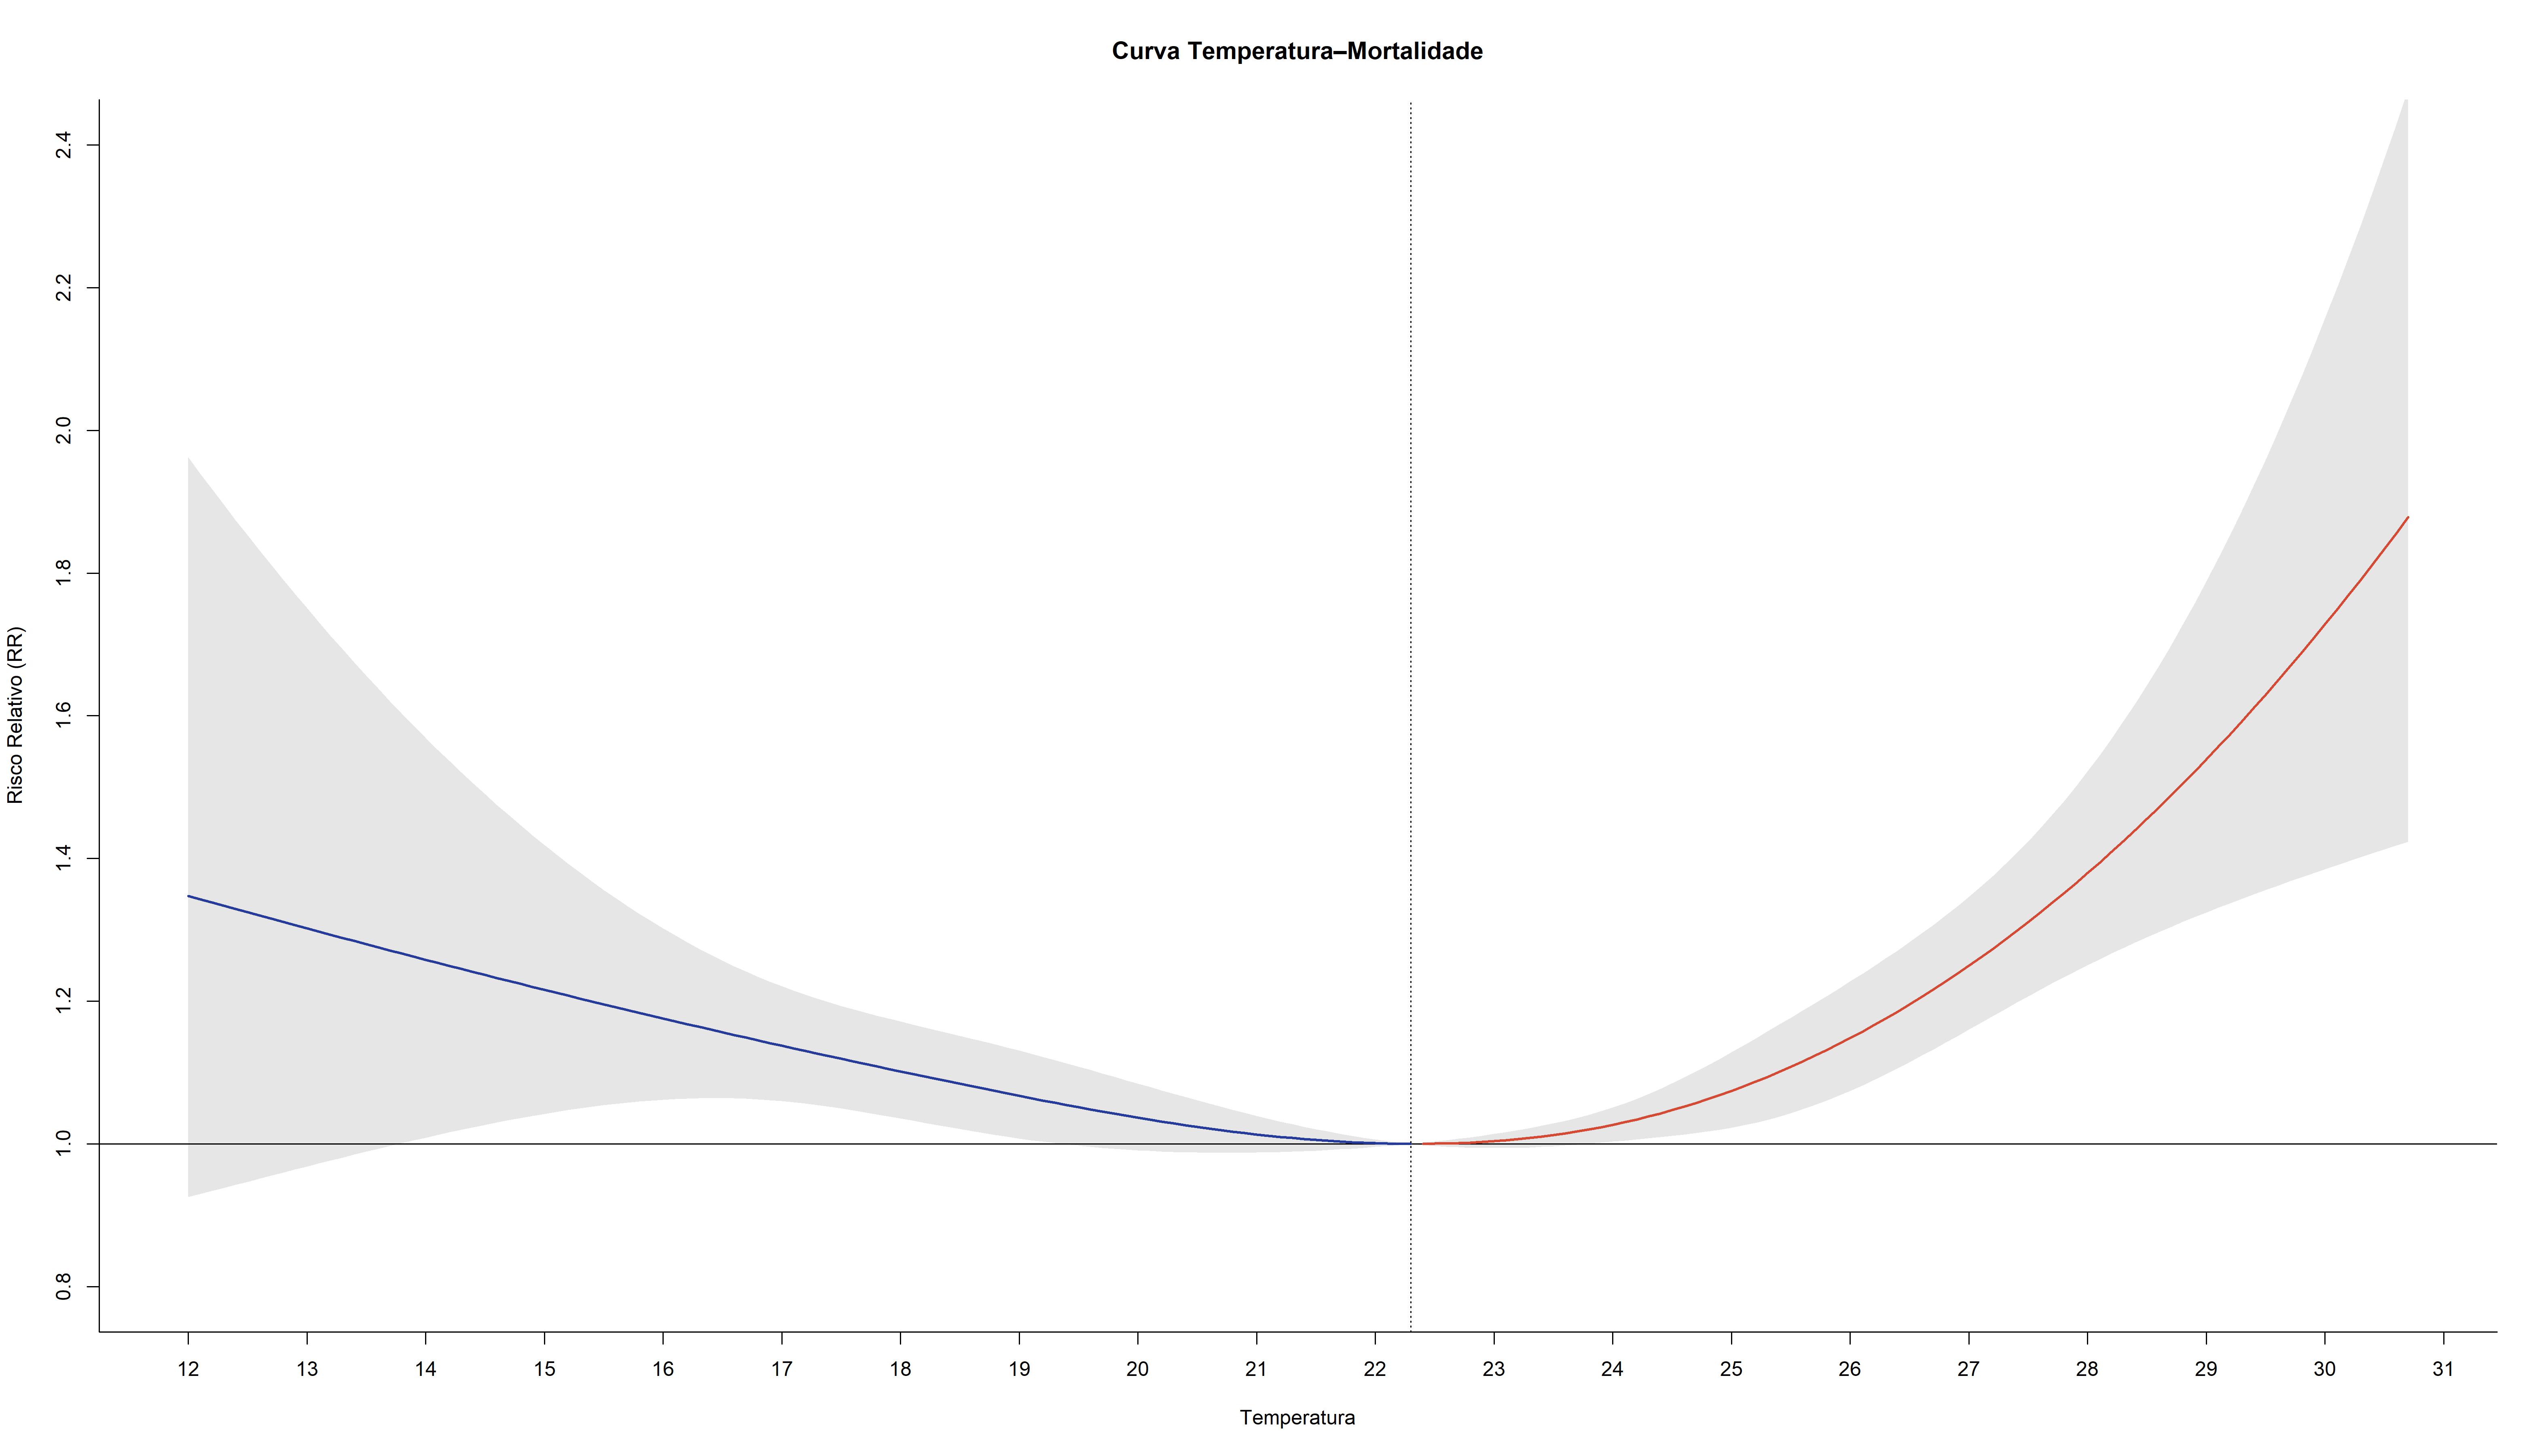 Curva Temperatura–Mortalidade
2.4
2.2
2.0
1.8
1.6
1.4
1.2
1.0
0.8
Risco Relativo (RR)
12 13 14 15 16 17 18 19 20 21 22 23 24 25 26 27 28 29 30 31
Temperatura